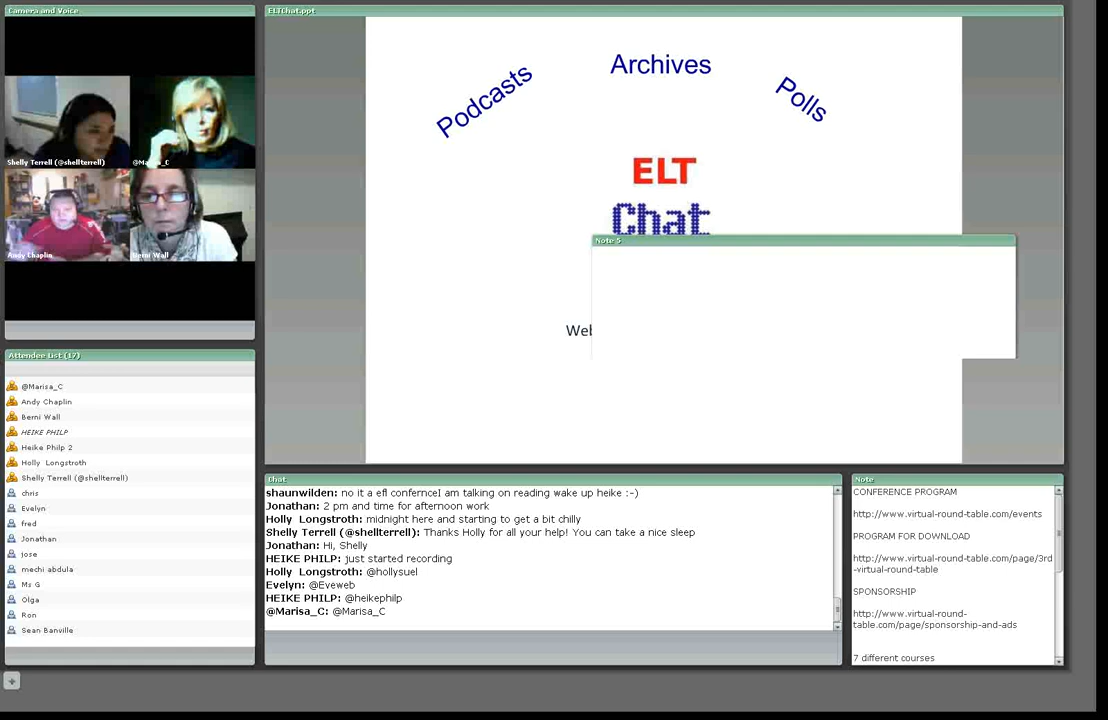 Camera and Voice
Shelly Terrell (@shellterrell)
@Marisa_C
Andy Chaplin
Berni Wall
Attendee List (17)
@Marisa_C
Andy Chaplin
Berni Wall
HEIKE PHILP
Heike Philp 2
Holly Longstroth
Shelly Terrell (@shellterrell)
chris
Evelyn
fred
Jonathan
jose
mechi abdula
Ms G
Olga
Ron
Sean Banville
ELTChat.ppt
Podcasts
Archives
Polls
ELT
Chat
Note 5
Web
Chat
shaunwilden: no it a efl confernceI am talking on reading wake up heike :-)
Jonathan: 2 pm and time for afternoon work
Holly Longstroth: midnight here and starting to get a bit chilly
Shelly Terrell (@shellterrell): Thanks Holly for all your help! You can take a nice sleep
Jonathan: Hi, Shelly
HEIKE PHILP: just started recording
Holly Longstroth: @hollysuel
Evelyn: @Eveweb
HEIKE PHILP: @heikephilp
@Marisa_C: @Marisa_C
Note
CONFERENCE PROGRAM
http://www.virtual-round-table.com/events
PROGRAM FOR DOWNLOAD
http://www.virtual-round-table.com/page/3rd
-virtual-round-table
SPONSORSHIP
http://www.virtual-round-
table.com/page/sponsorship-and-ads
7 different courses